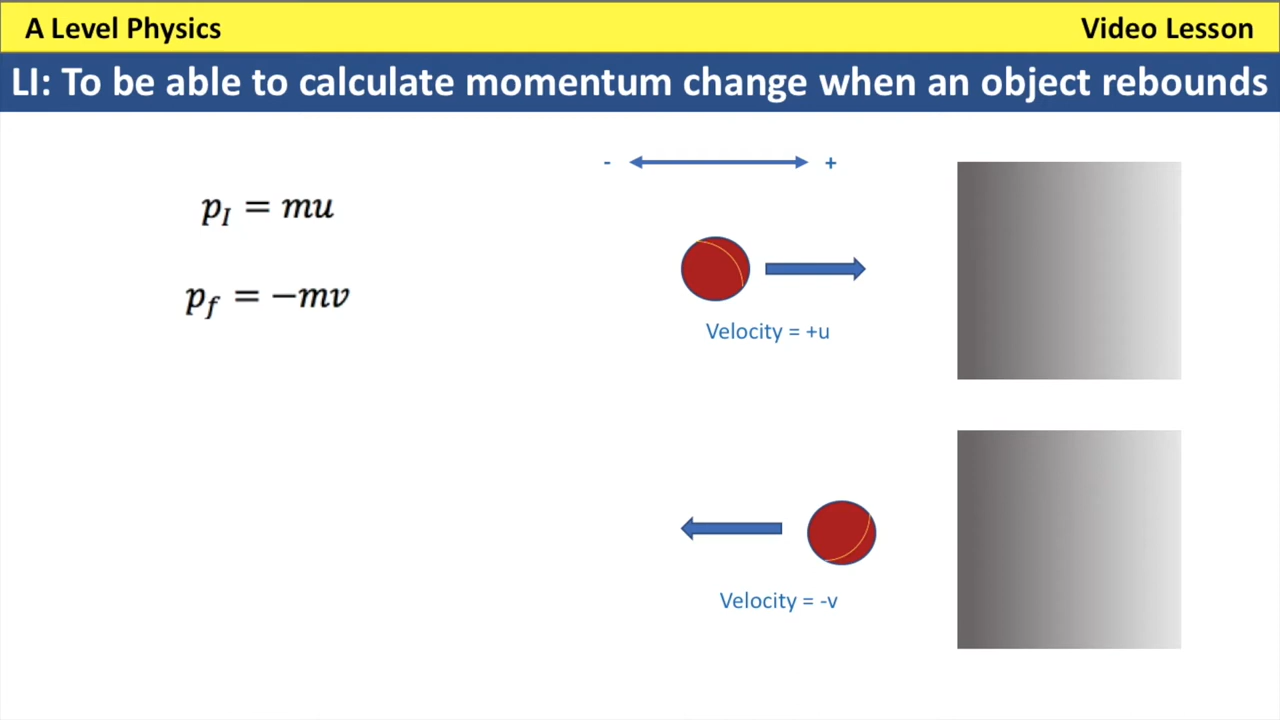 A Level Physics
Video Lesson
LI: To be able to calculate momentum change when an object rebounds
- +
p_I = mu
p_f = −mv
Velocity = +u
Velocity = -v